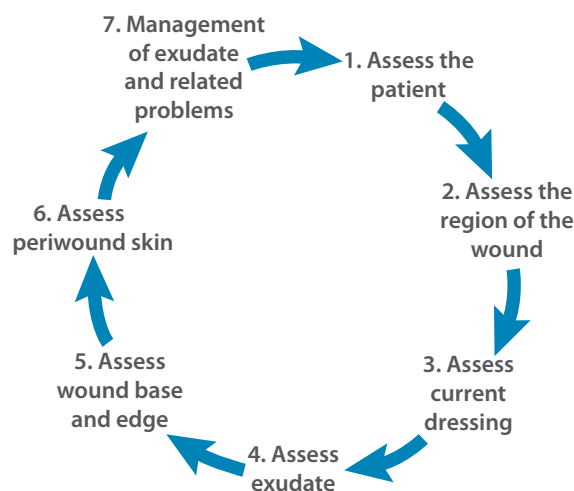 1. Assess the
patient
2. Assess the
region of the
wound
3. Assess
current
dressing
4. Assess
exudate
5. Assess
wound base
and edge
6. Assess
periwound skin
7. Management
of exudate
and related
problems